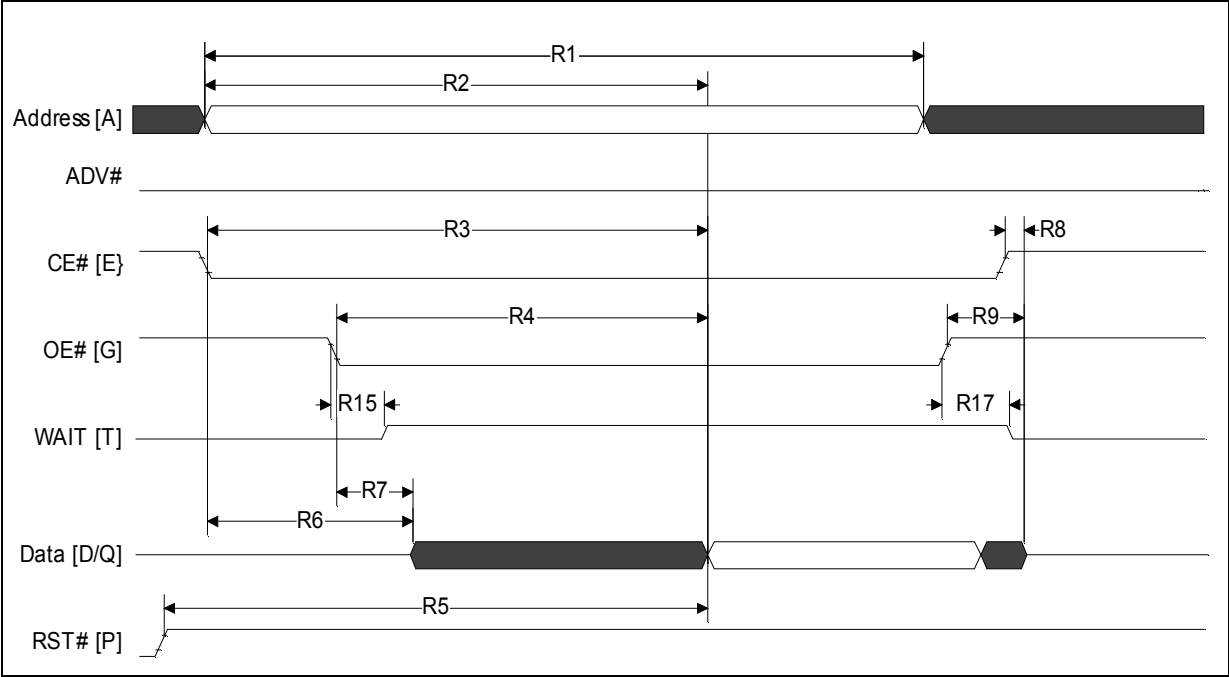 R1
R2
Address [A]
ADV#
R3
R8
CE# [E}
R4
R9
OE# [G]
R15
R17
WAIT [T]
R7
R6
Data [D/Q]
R5
RST# [P]